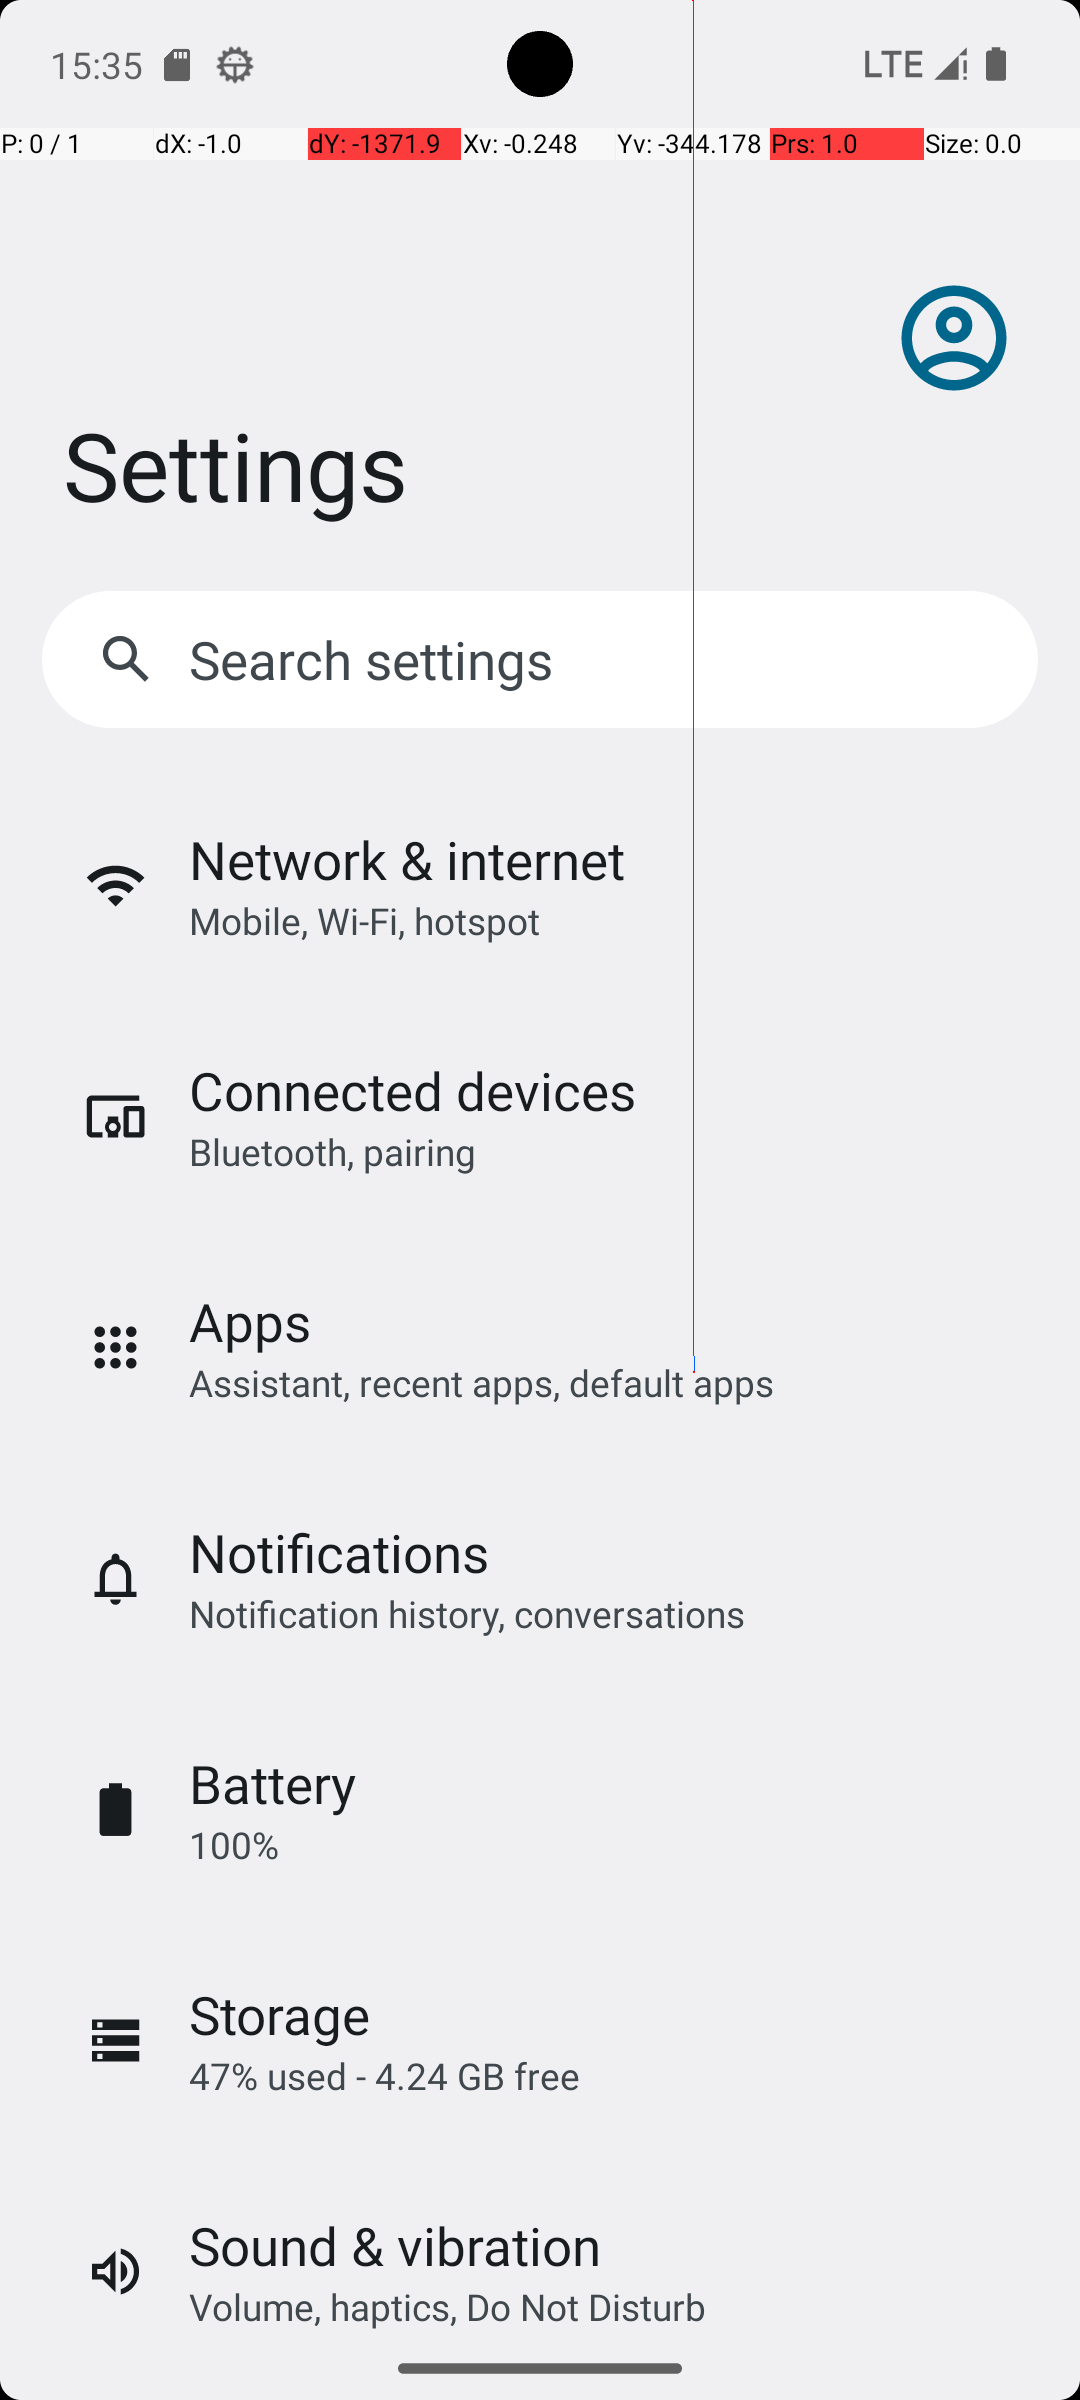 15:35
LTE
P: 0 / 1 dX: -1.0 dY: -1371.9 Xv: -0.248 Yv: -344.178 Prs: 1.0 Size: 0.0
Settings
Search settings
Network & internet
Mobile, Wi-Fi, hotspot
Connected devices
Bluetooth, pairing
Apps
Assistant, recent apps, default apps
Notifications
Notification history, conversations
Battery
100%
Storage
47% used - 4.24 GB free
Sound & vibration
Volume, haptics, Do Not Disturb